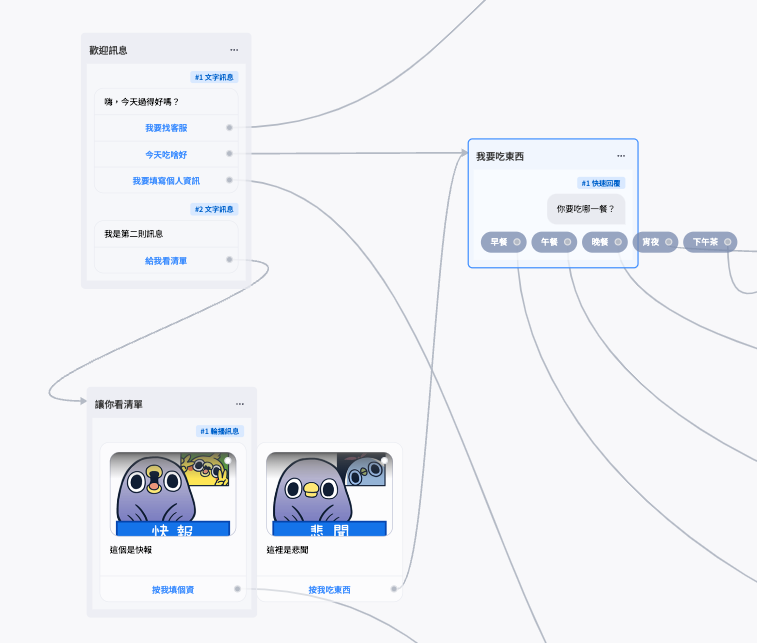 歡迎訊息
#1 文字訊息
嗨，今天過得好嗎？
我要找客服
今天吃啥好
我要填寫個人資訊
#2 文字訊息
我是第二則訊息
給我看清單
我要吃東西
#1 快速回覆
你要吃哪一餐？
早餐 午餐 晚餐 宵夜 下午茶
讓你看清單
#1 輪播訊息
快報
這個是快報
按我填個資
悲聞
這裡是悲聞
按我吃東西